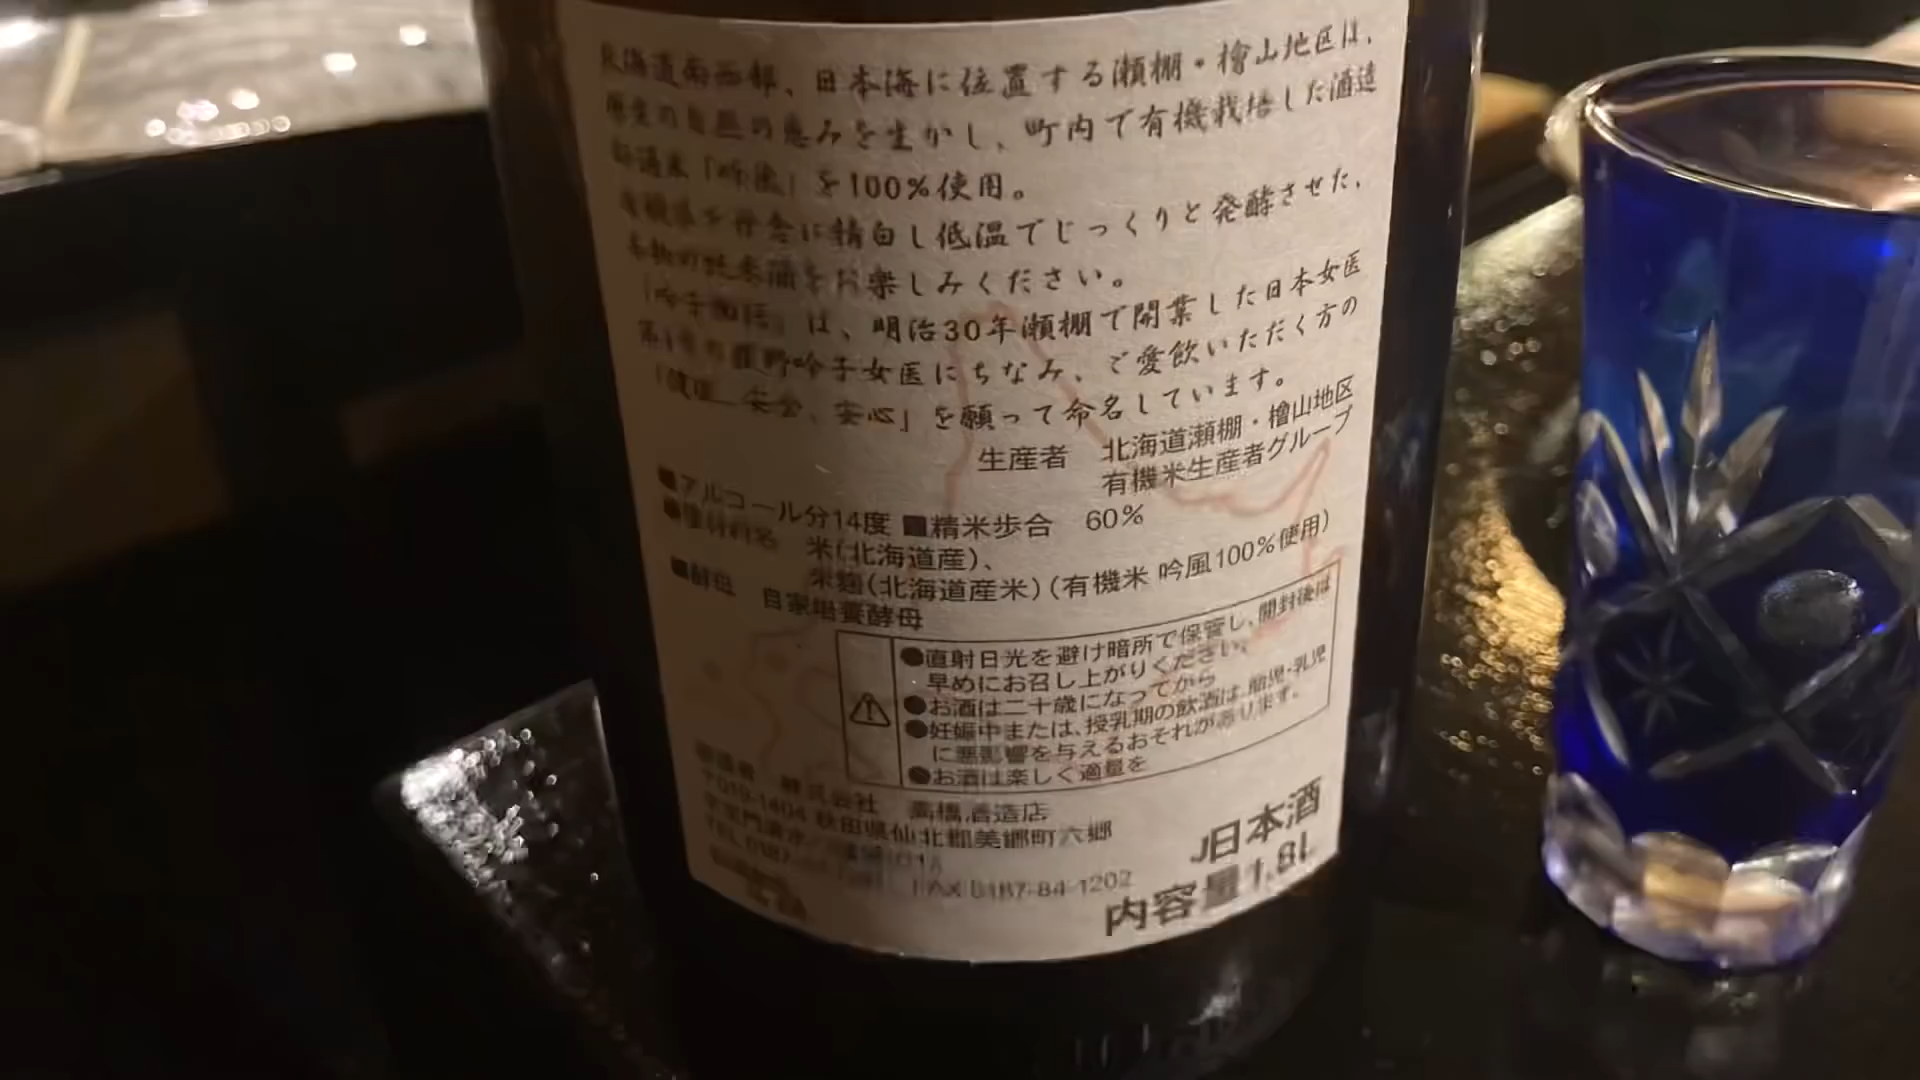 北海道南西部、日本海に位置する瀬棚・檜山地区は、
の自然の恵みを生かし、町内で有機栽培した酒造
を100%使用。
に精白し低温でじっくりと発酵させた、
をお楽しみください。
は、明治30年瀬棚で開業した日本女医
荻野吟子女医にちなみ、ご愛飲いただく方の
安全、安心」を願って命名しています。
生産者 北海道瀬棚・檜山地区
有機米生産者グループ
■アルコール分14度 ■精米歩合 60%
■原材料名 米(北海道産)、
米麹(北海道産米)(有機米 吟風100%使用)
■酵母 自家培養酵母
●直射日光を避け暗所で保管し、開封後は
早めにお召し上がりください。
●お酒は二十歳になってから
●妊娠中または、授乳期の飲酒は、胎児・乳児
に悪影響を与えるおそれがあります。
●お酒は楽しく適量を
株式会社 高橋酒造店
〒019-1404 秋田県仙北郡美郷町六郷
FAX 0187-84-1202
日本酒
内容量1.8L